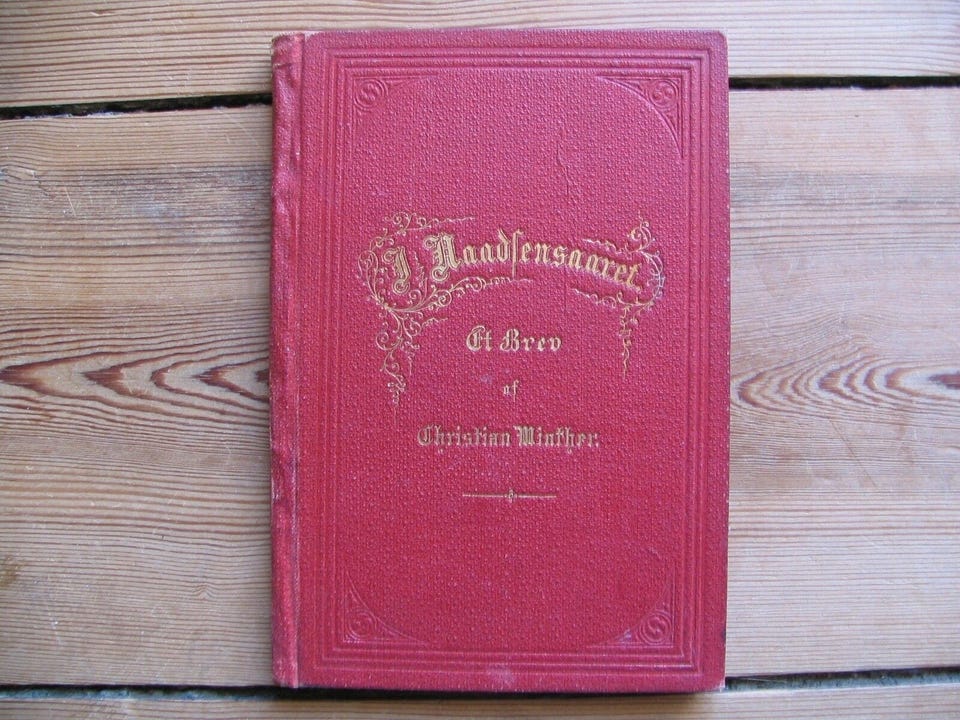 I Naadſensaaret
Et Brev
af
Christian Winther.